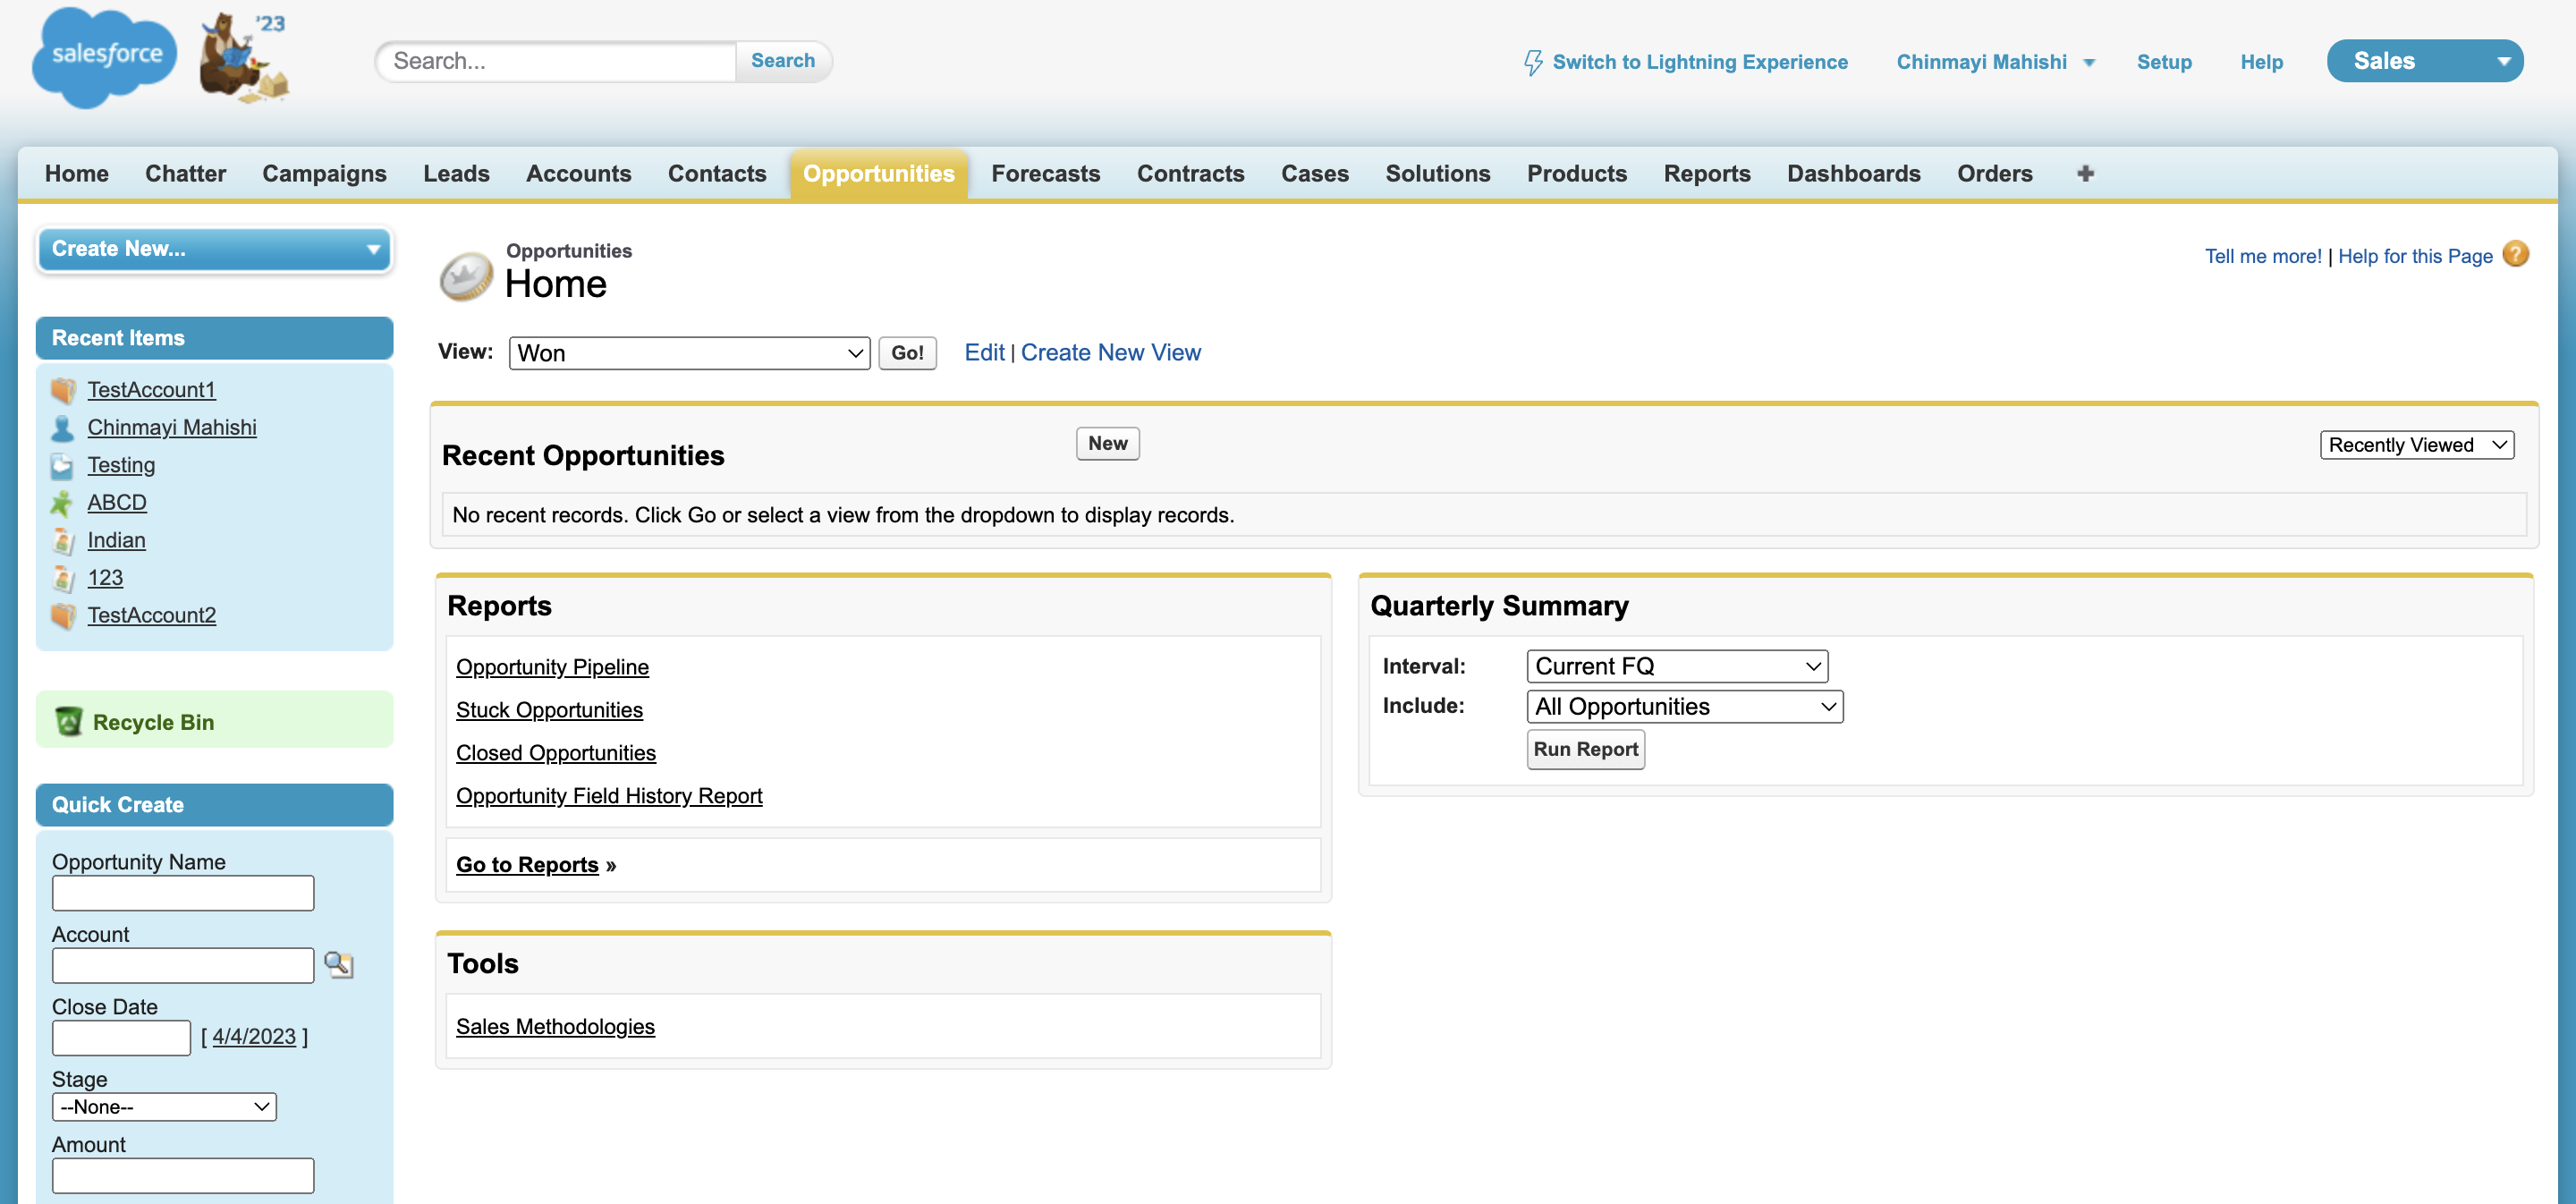 salesforce
'23
Search...
Search
Switch to Lightning Experience
Chinmayi Mahishi
Setup
Help
Sales
Home Chatter Campaigns Leads Accounts Contacts Opportunities Forecasts Contracts Cases Solutions Products Reports Dashboards Orders +
Create New...
Recent Items
TestAccount1
Chinmayi Mahishi
Testing
ABCD
Indian
123
TestAccount2
Recycle Bin
Quick Create
Opportunity Name
Account
Close Date
[ 4/4/2023 ]
Stage
--None--
Amount
Opportunities
Home
Tell me more! | Help for this Page ?
View: Won Go! Edit | Create New View
Recent Opportunities New Recently Viewed
No recent records. Click Go or select a view from the dropdown to display records.
Reports
Opportunity Pipeline
Stuck Opportunities
Closed Opportunities
Opportunity Field History Report
Go to Reports »
Tools
Sales Methodologies
Quarterly Summary
Interval: Current FQ
Include: All Opportunities
Run Report